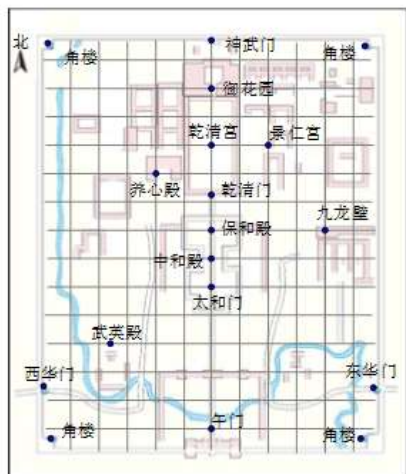 北
神武门
角楼
角楼
御花园
乾清宫
景仁宫
养心殿
乾清门
九龙壁
保和殿
中和殿
太和门
武英殿
西华门
东华门
角楼
午门
角楼